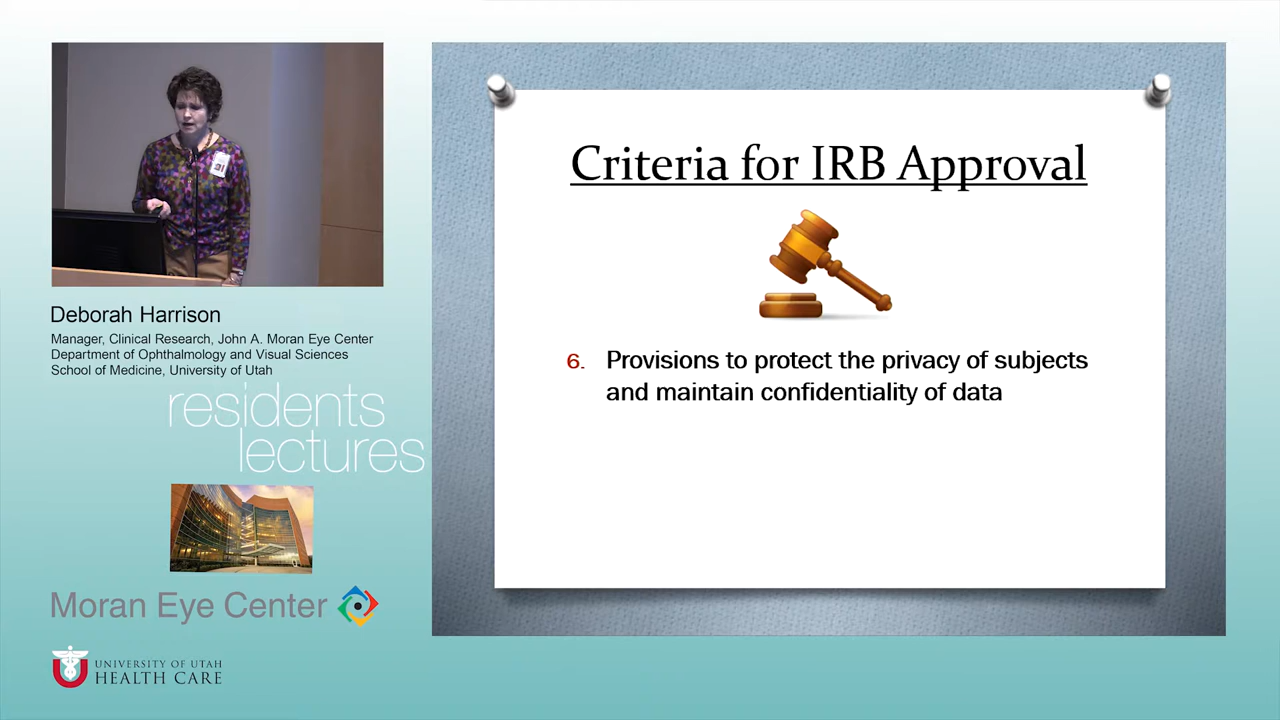 Deborah Harrison
Manager, Clinical Research, John A. Moran Eye Center
Department of Ophthalmology and Visual Sciences
School of Medicine, University of Utah
residents
lectures
Moran Eye Center
UNIVERSITY OF UTAH
HEALTH CARE
Criteria for IRB Approval
6. Provisions to protect the privacy of subjects
and maintain confidentiality of data